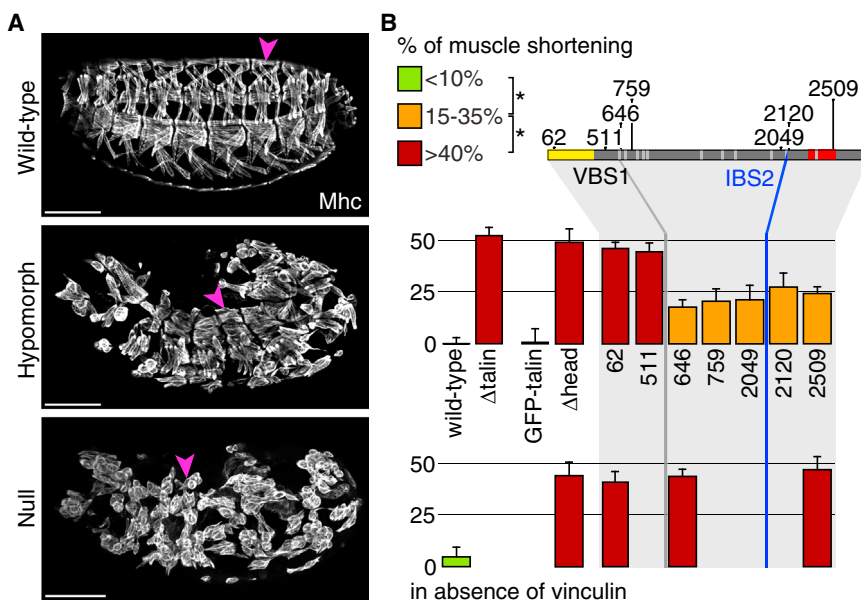 A
Wild-type
Mhc
Hypomorph
Null
B
% of muscle shortening
<10%
15-35%
>40%
*
*
759
2509
646
2120
62
511
2049
VBS1
IBS2
50
25
0
wild-type
Δtalin
GFP-talin
Δhead
62
511
646
759
2049
2120
2509
50
25
0
in absence of vinculin